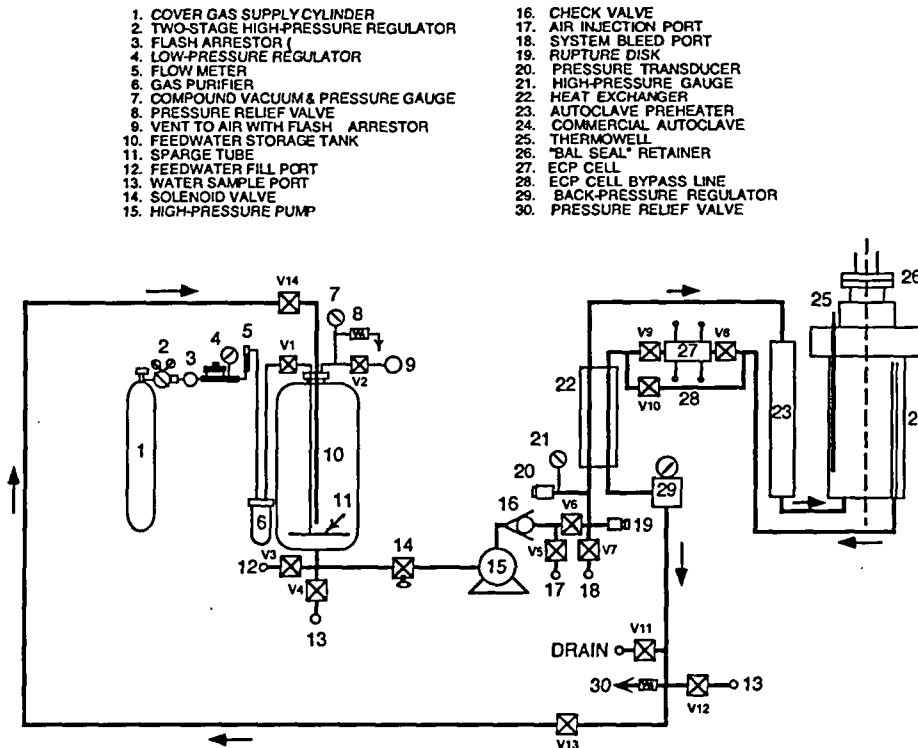 1. COVER GAS SUPPLY CYLINDER
2. TWO-STAGE HIGH-PRESSURE REGULATOR
3. FLASH ARRESTOR (
4. LOW-PRESSURE REGULATOR
5. FLOW METER
6. GAS PURIFIER
7. COMPOUND VACUUM & PRESSURE GAUGE
8. PRESSURE RELIEF VALVE
9. VENT TO AIR WITH FLASH ARRESTOR
10. FEEDWATER STORAGE TANK
11. SPARGE TUBE
12. FEEDWATER FILL PORT
13. WATER SAMPLE PORT
14. SOLENOID VALVE
15. HIGH-PRESSURE PUMP
16. CHECK VALVE
17. AIR INJECTION PORT
18. SYSTEM BLEED PORT
19. RUPTURE DISK
20. PRESSURE TRANSDUCER
21. HIGH-PRESSURE GAUGE
22. HEAT EXCHANGER
23. AUTOCLAVE PREHEATER
24. COMMERCIAL AUTOCLAVE
25. THERMOWELL
26. "BAL SEAL" RETAINER
27. ECP CELL
28. ECP CELL BYPASS LINE
29. BACK-PRESSURE REGULATOR
30. PRESSURE RELIEF VALVE
V14
7
8
2
3
4
5
V1
V2
9
1
6
10
11
V3
12
V4
13
14
15
16
V5
17
V6
V7
18
19
20
21
22
V9
27
V8
V10
28
29
23
25
26
2
V11
DRAIN
30
V12
13
V13